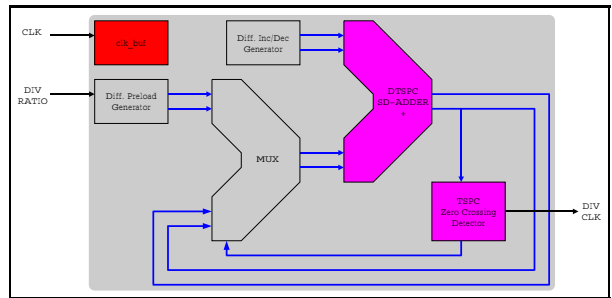 CLK
clk_buf
Diff. Inc/Dec
Generator
DIV
RATIO
Diff. Preload
Generator
DTSPC
SD-ADDER
+
MUX
TSPC
Zero Crossing
Detector
DIV
CLK